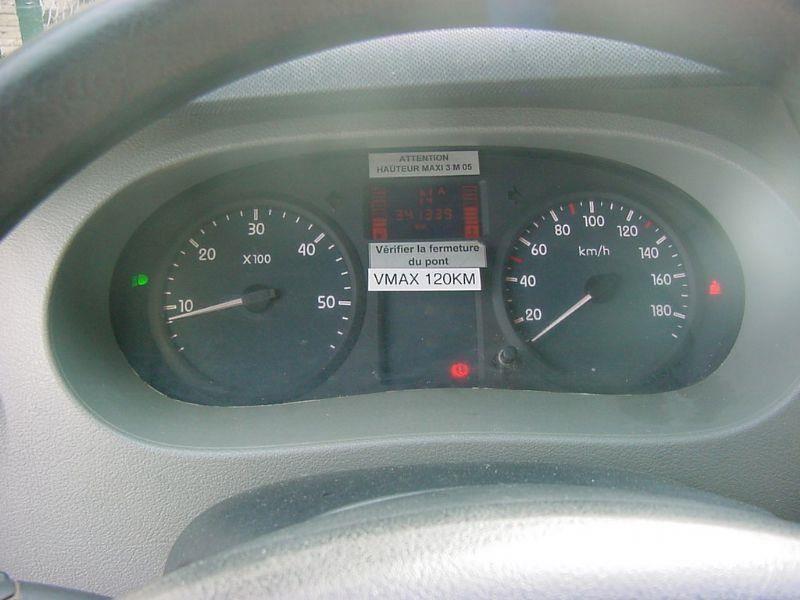 ATTENTION
HAUTEUR MAXI 3 M 05
341339
Vérifier la fermeture
du pont
VMAX 120KM
10 20 30 40 50
X100
20 40 60 80 100 120 140 160 180
km/h